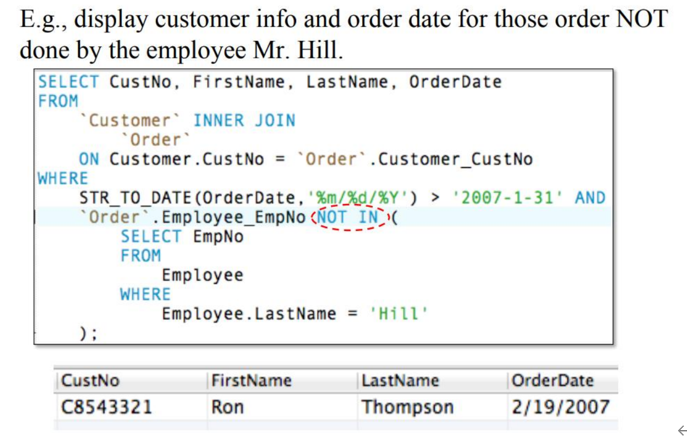 E.g., display customer info and order date for those order NOT
done by the employee Mr. Hill.
SELECT CustNo, FirstName, LastName, OrderDate
FROM
`Customer` INNER JOIN
`Order`
ON Customer.CustNo = `Order`.Customer_CustNo
WHERE
STR_TO_DATE(OrderDate,'%m/%d/%Y') > '2007-1-31' AND
`Order`.Employee_EmpNo NOT IN (
SELECT EmpNo
FROM
Employee
WHERE
Employee.LastName = 'Hill'
);
CustNo FirstName LastName OrderDate
C8543321 Ron Thompson 2/19/2007